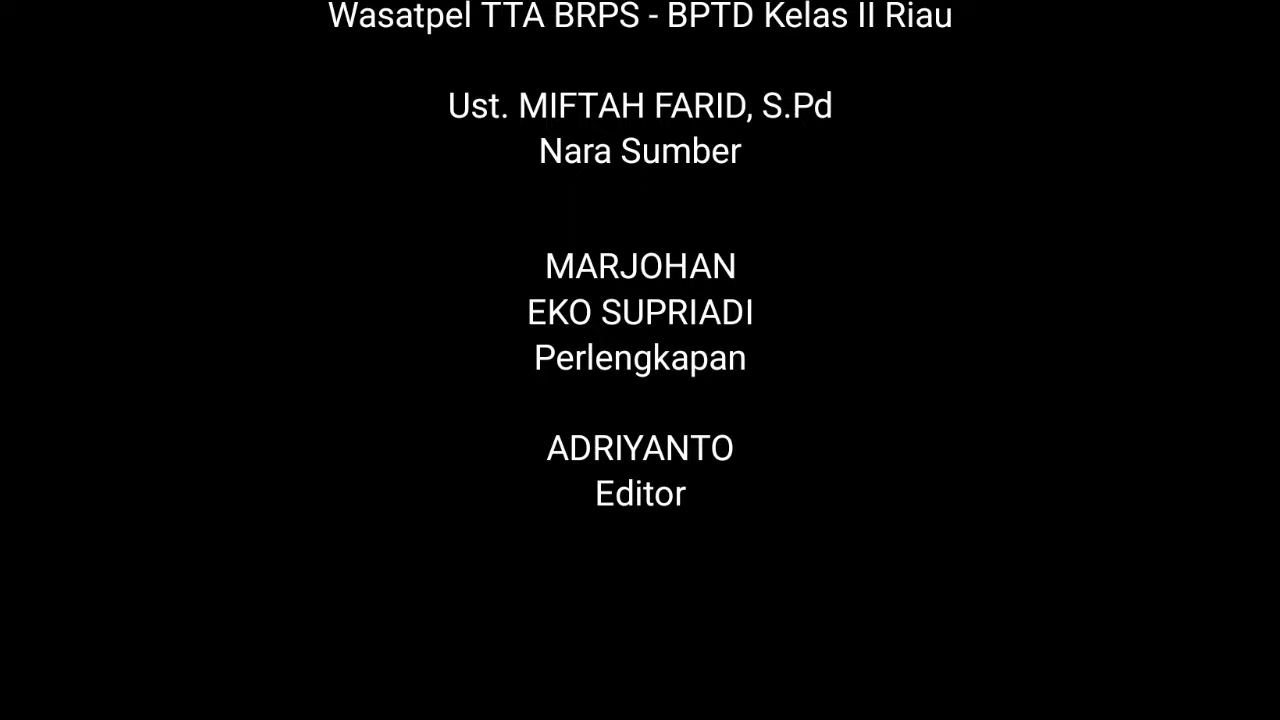 Wasatpel TTA BRPS - BPTD Kelas II Riau
Ust. MIFTAH FARID, S.Pd
Nara Sumber
MARJOHAN
EKO SUPRIADI
Perlengkapan
ADRIYANTO
Editor